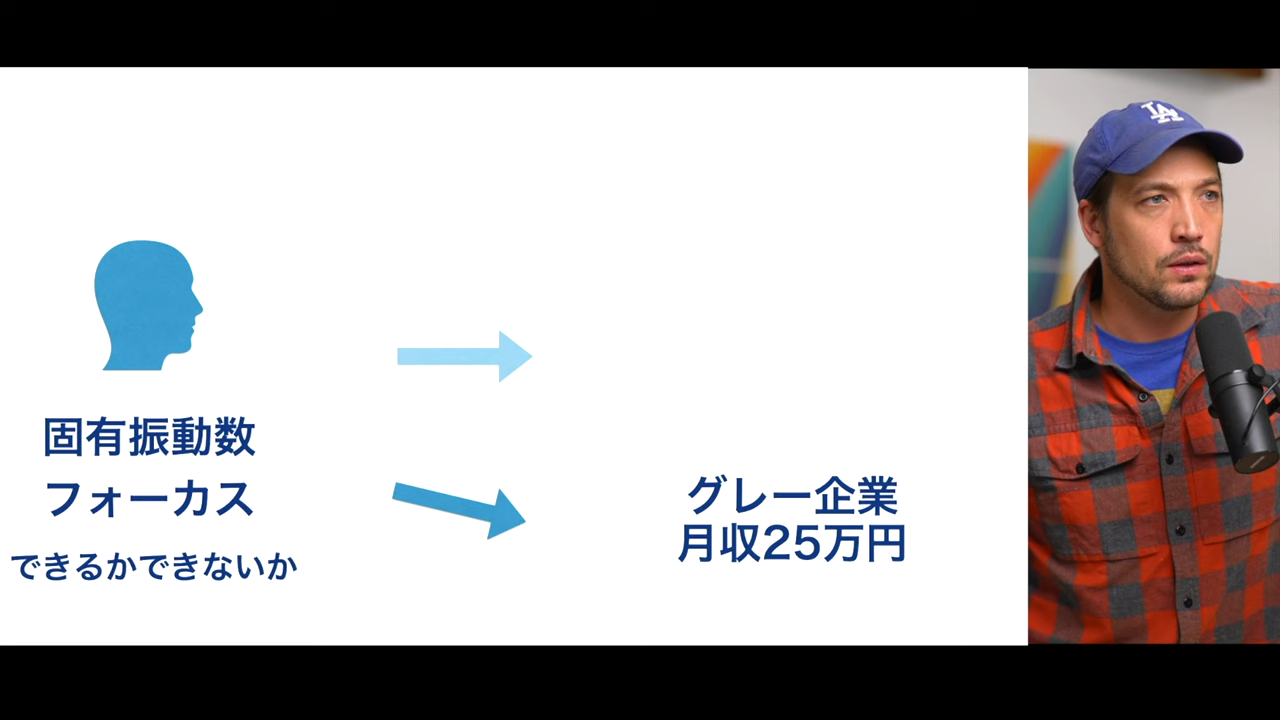 固有振動数
フォーカス
できるかできないか
グレー企業
月収25万円
LA